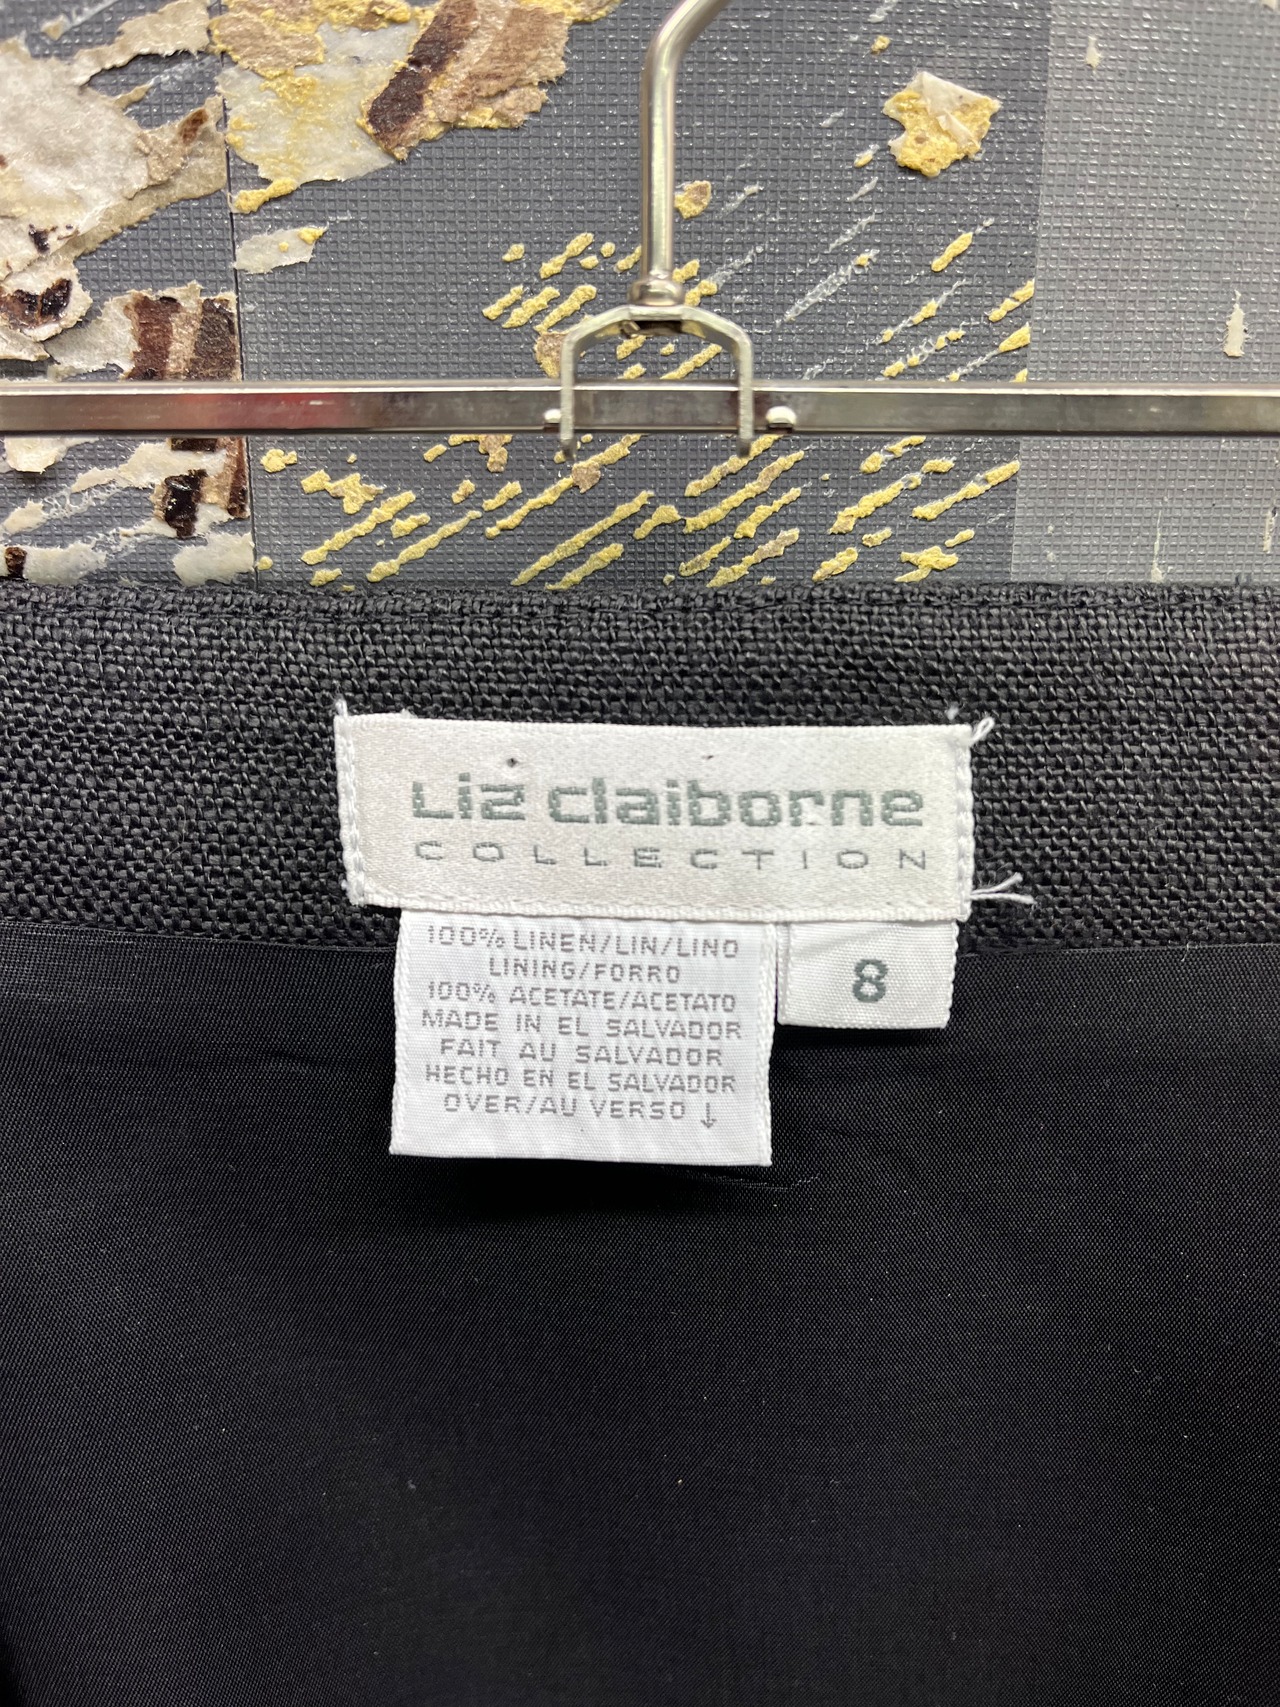 Liz claiborne
COLLECTION
100% LINEN/LIN/LINO
LINING/FORRO
100% ACETATE/ACETATO
MADE IN EL SALVADOR
FAIT AU SALVADOR
HECHO EN EL SALVADOR
OVER/AU VERSO ↓
8